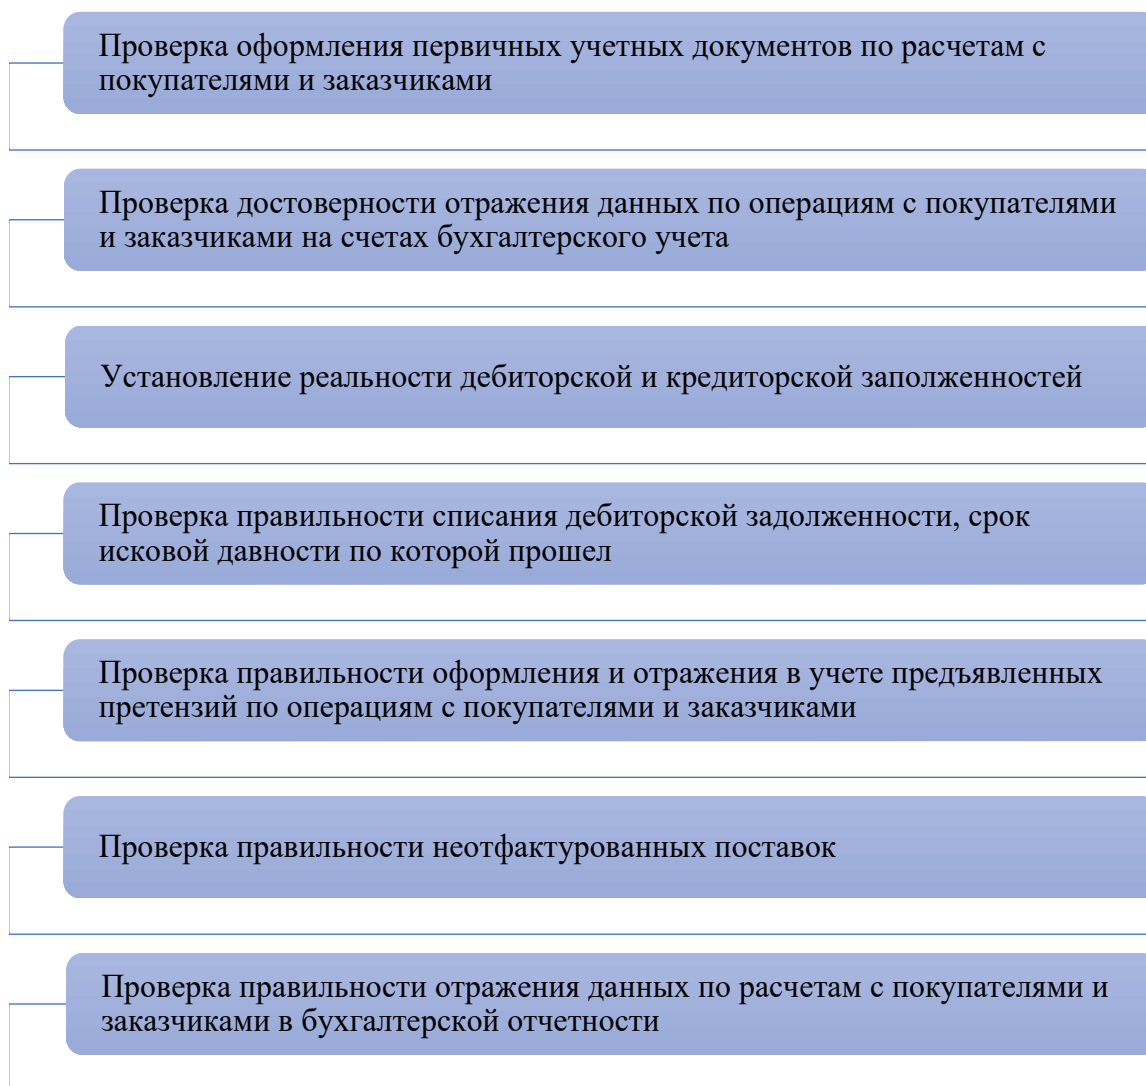 Проверка оформления первичных учетных документов по расчетам с
покупателями и заказчиками
Проверка достоверности отражения данных по операциям с покупателями
и заказчиками на счетах бухгалтерского учета
Установление реальности дебиторской и кредиторской заполженностей
Проверка правильности списания дебиторской задолженности, срок
исковой давности по которой прошел
Проверка правильности оформления и отражения в учете предъявленных
претензий по операциям с покупателями и заказчиками
Проверка правильности неотфактурованных поставок
Проверка правильности отражения данных по расчетам с покупателями и
заказчиками в бухгалтерской отчетности